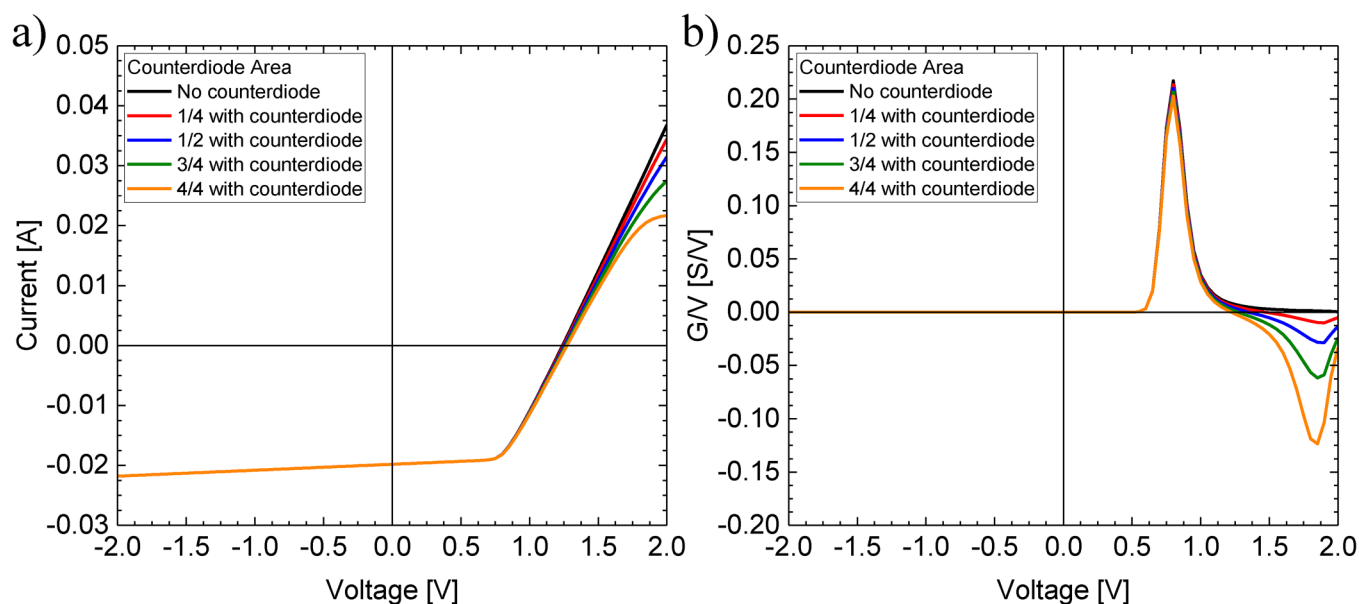 a)
Current [A]
0.05
0.04
0.03
0.02
0.01
0.00
-0.01
-0.02
-0.03
Counterdiode Area
No counterdiode
1/4 with counterdiode
1/2 with counterdiode
3/4 with counterdiode
4/4 with counterdiode
-2.0 -1.5 -1.0 -0.5 0.0 0.5 1.0 1.5 2.0
Voltage [V]
b)
G/V [S/V]
0.25
0.20
0.15
0.10
0.05
0.00
-0.05
-0.10
-0.15
-0.20
Counterdiode Area
No counterdiode
1/4 with counterdiode
1/2 with counterdiode
3/4 with counterdiode
4/4 with counterdiode
-2.0 -1.5 -1.0 -0.5 0.0 0.5 1.0 1.5 2.0
Voltage [V]